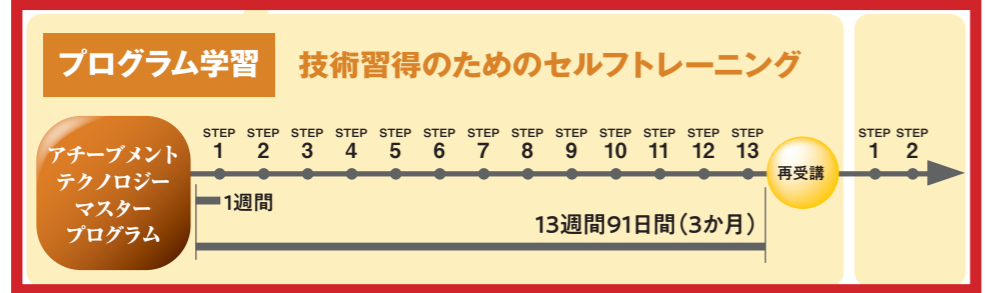 プログラム学習 技術習得のためのセルフトレーニング
アチーブメント
テクノロジー
マスター
プログラム
STEP STEP STEP STEP STEP STEP STEP STEP STEP STEP STEP STEP STEP
1 2 3 4 5 6 7 8 9 10 11 12 13
再受講
STEP STEP
1 2
1週間
13週間91日間(3か月)